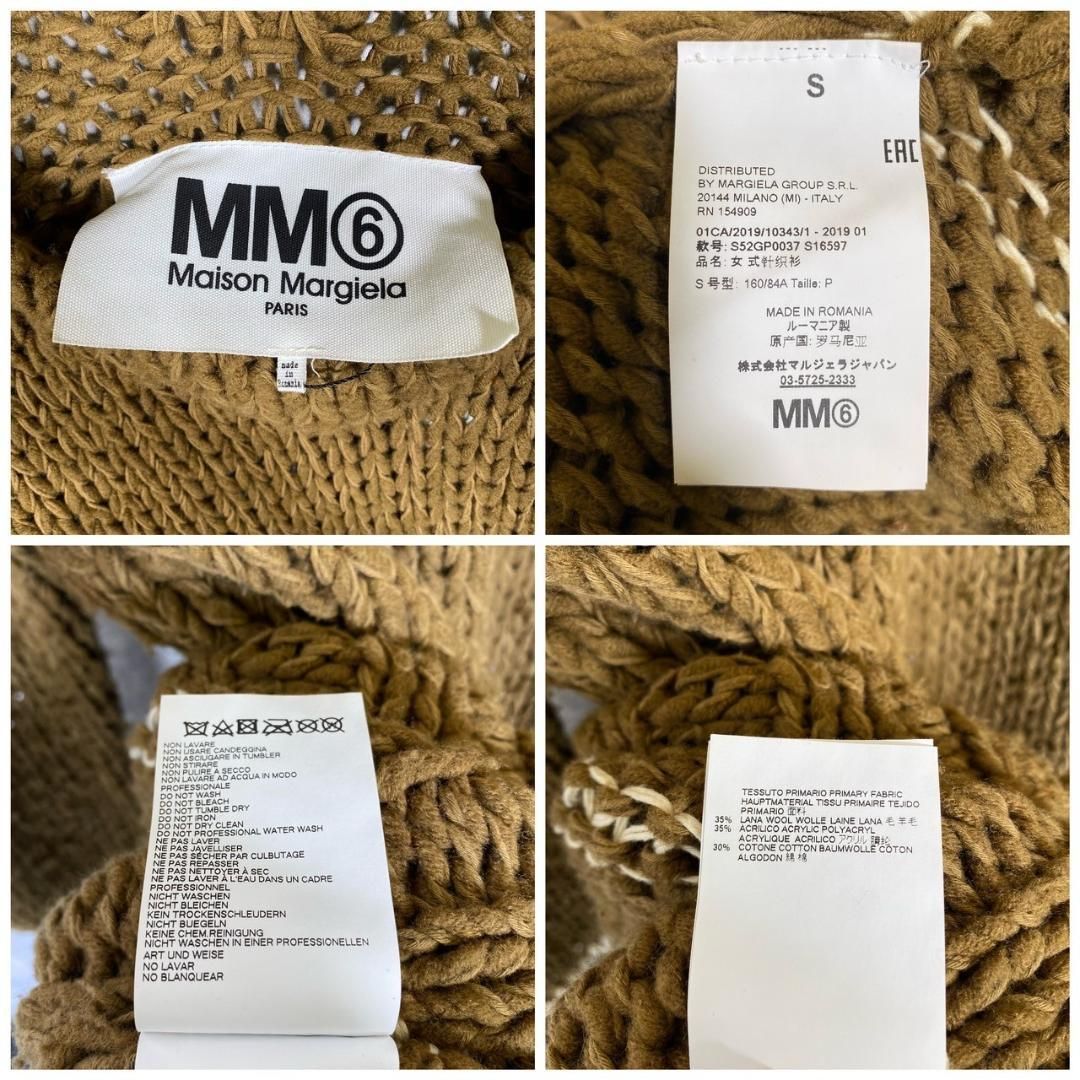 MM⑥
Maison Margiela
PARIS
made
in
Romania
S
EAC
DISTRIBUTED
BY MARGIELA GROUP S.R.L.
20144 MILANO (MI) - ITALY
RN 154909
01CA/2019/10343/1 - 2019 01
款号: S52GP0037 S16597
品名: 女式针织衫
S 号型: 160/84A Taille: P
MADE IN ROMANIA
ルーマニア製
原产国: 罗马尼亚
株式会社マルジェラジャパン
03-5725-2333
MM⑥
NON LAVARE
NON USARE CANDEGGINA
NON ASCIUGARE IN TUMBLER
NON STIRARE
NON PULIRE A SECCO
NON LAVARE AD ACQUA IN MODO
PROFESSIONALE
DO NOT WASH
DO NOT BLEACH
DO NOT TUMBLE DRY
DO NOT IRON
DO NOT DRY CLEAN
DO NOT PROFESSIONAL WATER WASH
NE PAS LAVER
NE PAS JAVELLISER
NE PAS SÉCHER PAR CULBUTAGE
NE PAS REPASSER
NE PAS NETTOYER À SEC
NE PAS LAVER À L'EAU DANS UN CADRE
PROFESSIONNEL
NICHT WASCHEN
NICHT BLEICHEN
KEIN TROCKENSCHLEUDERN
NICHT BUEGELN
KEINE CHEM.REINIGUNG
NICHT WASCHEN IN EINER PROFESSIONELLEN
ART UND WEISE
NO LAVAR
NO BLANQUEAR
TESSUTO PRIMARIO PRIMARY FABRIC
HAUPTMATERIAL TISSU PRIMAIRE TEJIDO
PRIMARIO 面料
35% LANA WOOL WOLLE LAINE LANA 毛 羊毛
35% ACRILICO ACRYLIC POLYACRYL
ACRYLIQUE ACRILICO アクリル 腈纶
30% COTONE COTTON BAUMWOLLE COTON
ALGODON 綿 棉